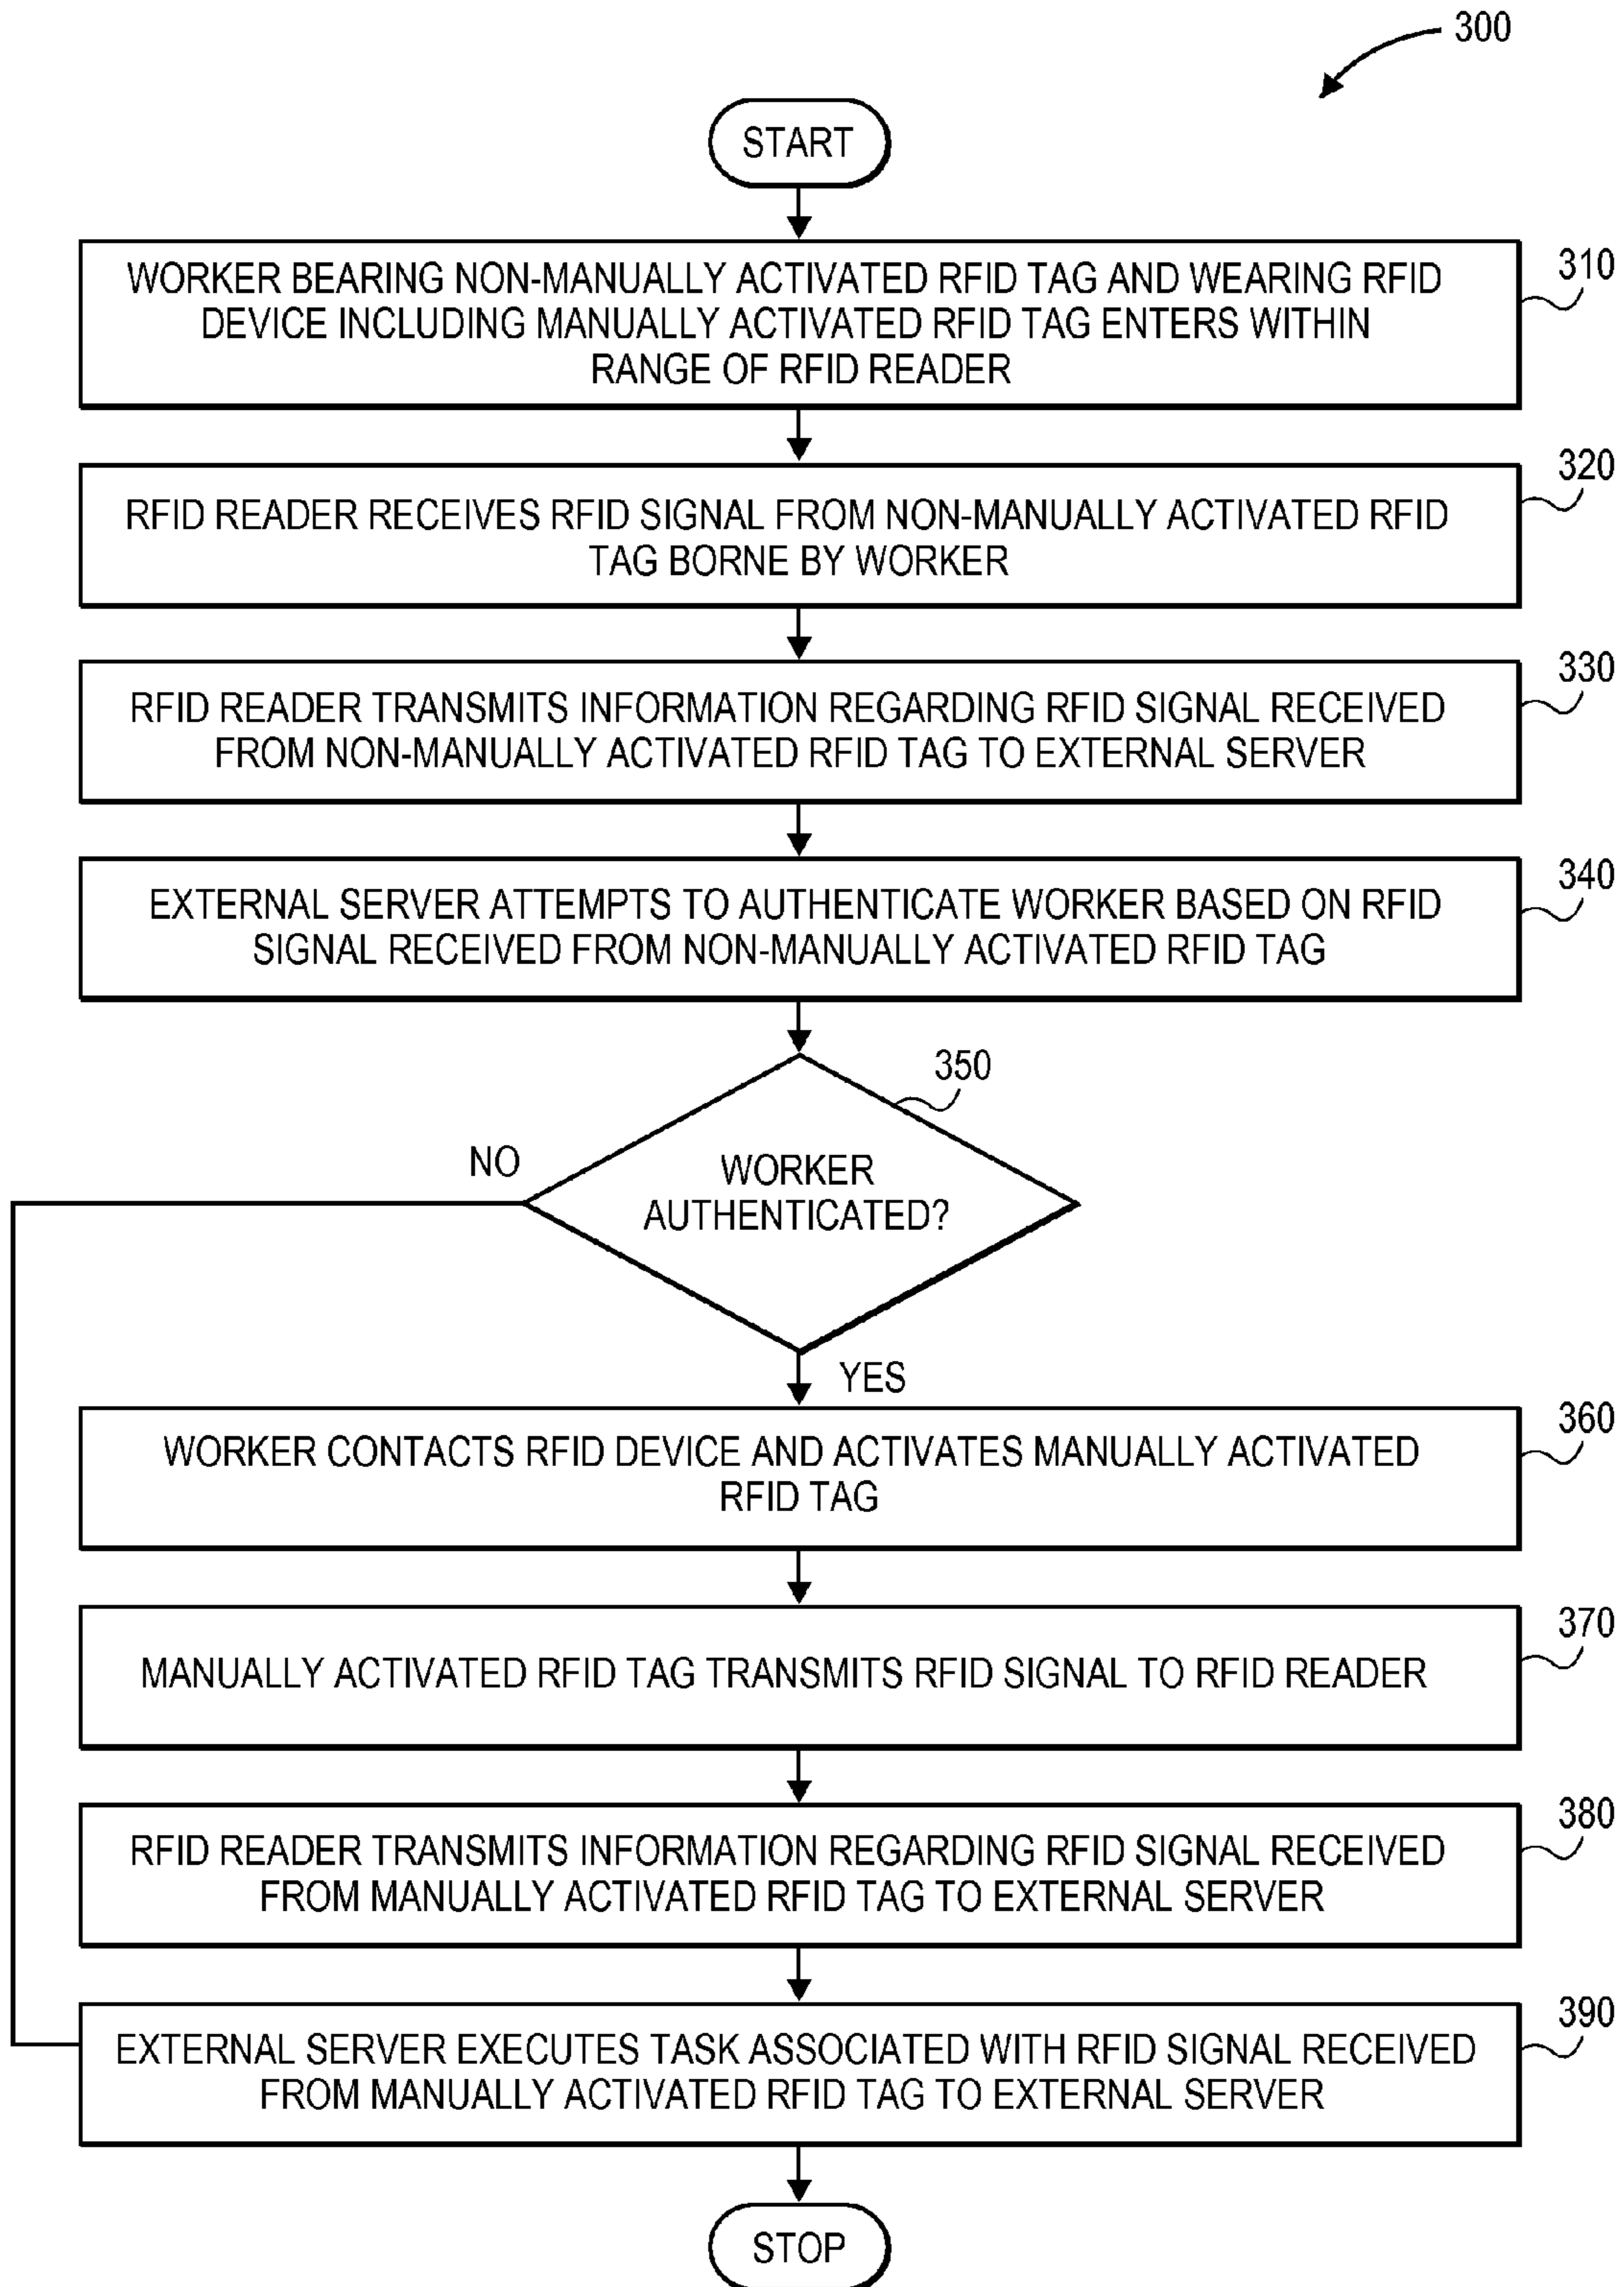 300
START
WORKER BEARING NON-MANUALLY ACTIVATED RFID TAG AND WEARING RFID
DEVICE INCLUDING MANUALLY ACTIVATED RFID TAG ENTERS WITHIN
RANGE OF RFID READER
310
RFID READER RECEIVES RFID SIGNAL FROM NON-MANUALLY ACTIVATED RFID
TAG BORNE BY WORKER
320
RFID READER TRANSMITS INFORMATION REGARDING RFID SIGNAL RECEIVED
FROM NON-MANUALLY ACTIVATED RFID TAG TO EXTERNAL SERVER
330
EXTERNAL SERVER ATTEMPTS TO AUTHENTICATE WORKER BASED ON RFID
SIGNAL RECEIVED FROM NON-MANUALLY ACTIVATED RFID TAG
340
350
NO
WORKER
AUTHENTICATED?
YES
WORKER CONTACTS RFID DEVICE AND ACTIVATES MANUALLY ACTIVATED
RFID TAG
360
MANUALLY ACTIVATED RFID TAG TRANSMITS RFID SIGNAL TO RFID READER
370
RFID READER TRANSMITS INFORMATION REGARDING RFID SIGNAL RECEIVED
FROM MANUALLY ACTIVATED RFID TAG TO EXTERNAL SERVER
380
EXTERNAL SERVER EXECUTES TASK ASSOCIATED WITH RFID SIGNAL RECEIVED
FROM MANUALLY ACTIVATED RFID TAG TO EXTERNAL SERVER
390
STOP